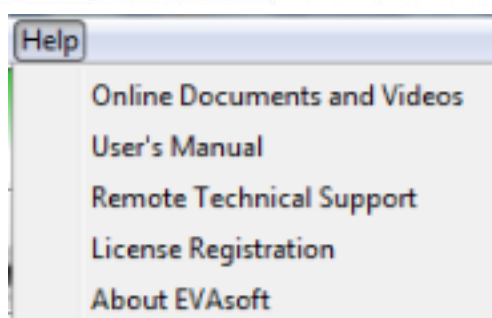 Help
Online Documents and Videos
User's Manual
Remote Technical Support
License Registration
About EVAsoft